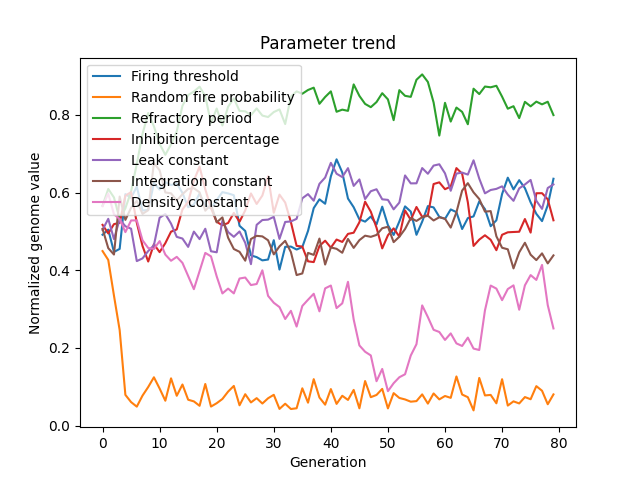 Parameter trend
Firing threshold
Random fire probability
Refractory period
Inhibition percentage
Leak constant
Integration constant
Density constant
Normalized genome value
0.8
0.6
0.4
0.2
0.0
0 10 20 30 40 50 60 70 80
Generation